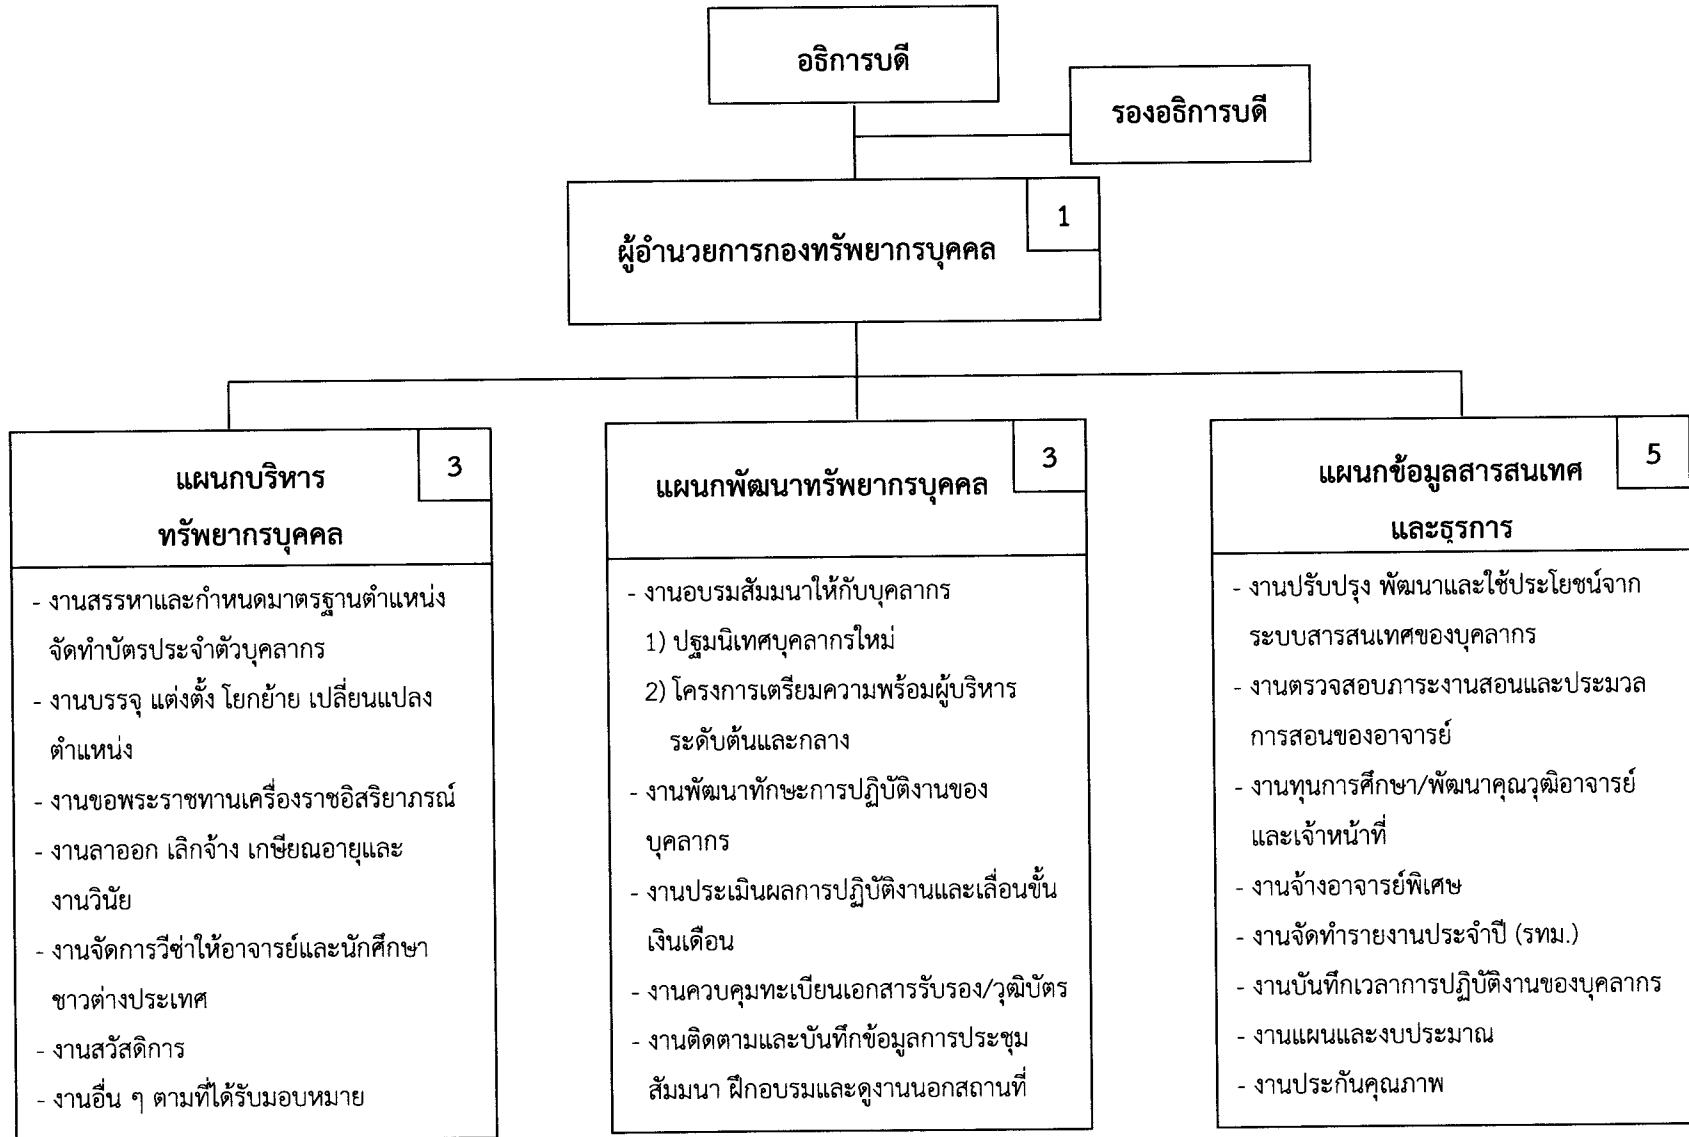 อธิการบดี
รองอธิการบดี
1
ผู้อำนวยการกองทรัพยากรบุคคล
3
แผนกบริหาร
ทรัพยากรบุคคล
- งานสรรหาและกำหนดมาตรฐานตำแหน่ง
จัดทำบัตรประจำตัวบุคลากร
- งานบรรจุ แต่งตั้ง โยกย้าย เปลี่ยนแปลง
ตำแหน่ง
- งานขอพระราชทานเครื่องราชอิสริยาภรณ์
- งานลาออก เลิกจ้าง เกษียณอายุและ
งานวินัย
- งานจัดการวีซ่าให้อาจารย์และนักศึกษา
ชาวต่างประเทศ
- งานสวัสดิการ
- งานอื่น ๆ ตามที่ได้รับมอบหมาย
3
แผนกพัฒนาทรัพยากรบุคคล
- งานอบรมสัมมนาให้กับบุคลากร
1) ปฐมนิเทศบุคลากรใหม่
2) โครงการเตรียมความพร้อมผู้บริหาร
ระดับต้นและกลาง
- งานพัฒนาทักษะการปฏิบัติงานของ
บุคลากร
- งานประเมินผลการปฏิบัติงานและเลื่อนขั้น
เงินเดือน
- งานควบคุมทะเบียนเอกสารรับรอง/วุฒิบัตร
- งานติดตามและบันทึกข้อมูลการประชุม
สัมมนา ฝึกอบรมและดูงานนอกสถานที่
5
แผนกข้อมูลสารสนเทศ
และธุรการ
- งานปรับปรุง พัฒนาและใช้ประโยชน์จาก
ระบบสารสนเทศของบุคลากร
- งานตรวจสอบภาระงานสอนและประมวล
การสอนของอาจารย์
- งานทุนการศึกษา/พัฒนาคุณวุฒิอาจารย์
และเจ้าหน้าที่
- งานจ้างอาจารย์พิเศษ
- งานจัดทำรายงานประจำปี (รทม.)
- งานบันทึกเวลาการปฏิบัติงานของบุคลากร
- งานแผนและงบประมาณ
- งานประกันคุณภาพ